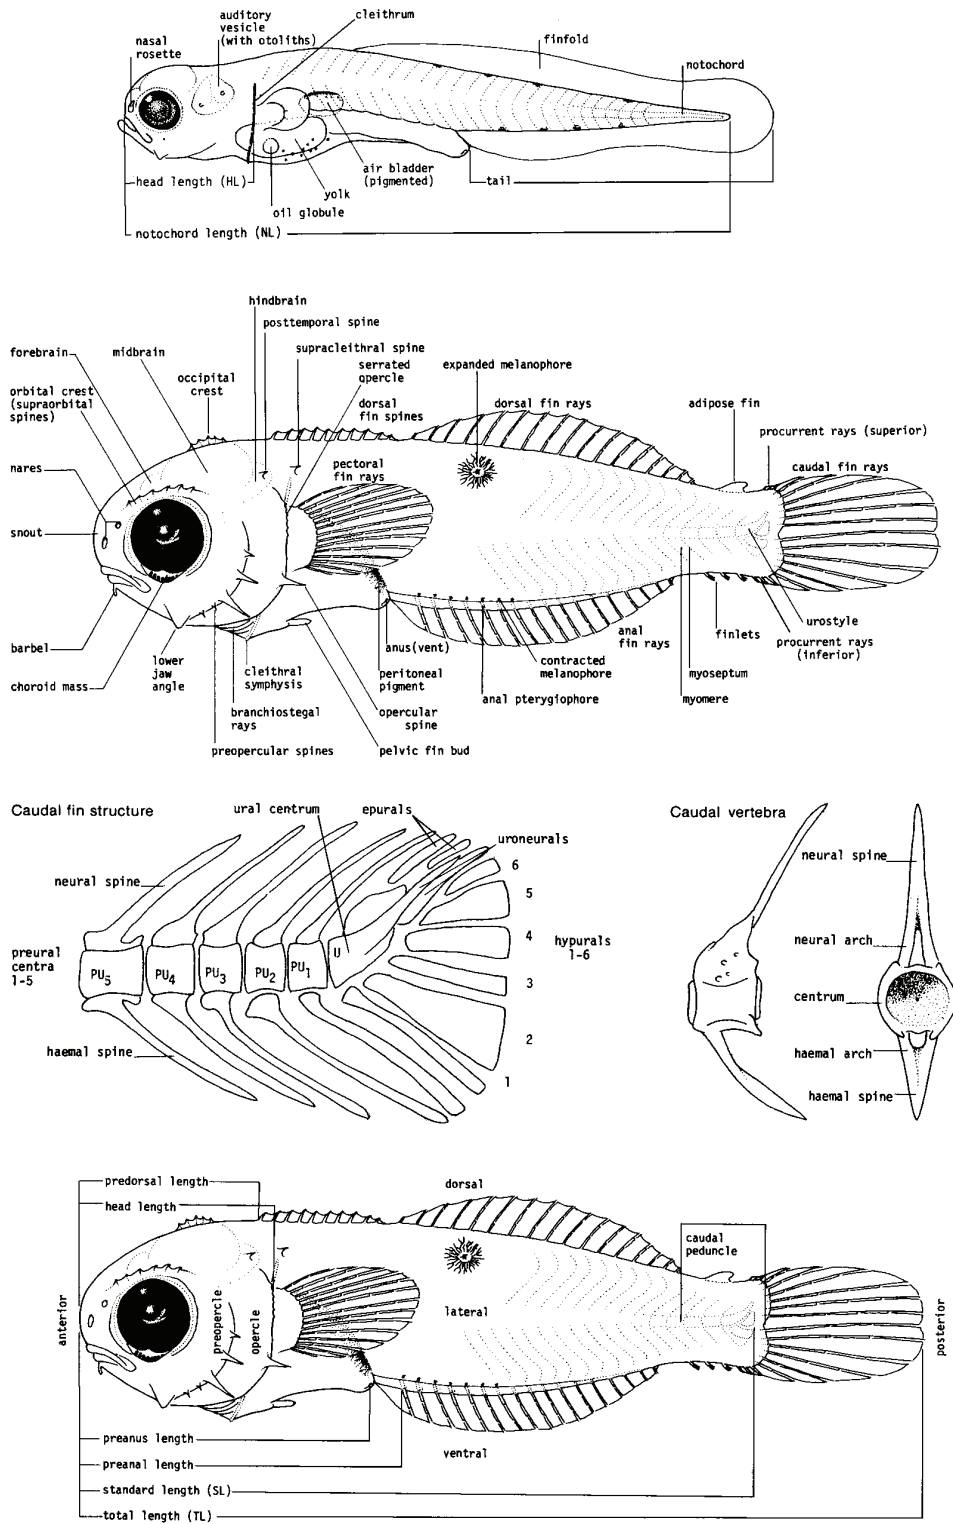 auditory
vesicle
(with otoliths)
cleithrum
nasal
rosette
finfold
notochord
air bladder
(pigmented)
head length (HL)
yolk
tail
oil globule
notochord length (NL)
hindbrain
posttemporal spine
forebrain
midbrain
supracleithral spine
serrated
opercle
expanded melanophore
occipital
crest
orbital crest
(supraorbital
spines)
dorsal
fin spines
dorsal fin rays
adipose fin
procurrent rays (superior)
nares
pectoral
fin rays
caudal fin rays
snout
barbel
lower
jaw
angle
choroid mass
cleithral
symphysis
branchiostegal
rays
preopercular spines
anus(vent)
peritoneal
pigment
opercular
spine
pelvic fin bud
contracted
melanophore
anal pterygiophore
anal
fin rays
finlets
myoseptum
myomere
urostyle
procurrent rays
(inferior)
Caudal fin structure
ural centrum
epurals
uroneurals
6
5
4
3
2
1
neural spine
preural
centra
1-5
PU5
PU4
PU3
PU2
PU1
U
hypurals
1-6
haemal spine
Caudal vertebra
neural spine
neural arch
centrum
haemal arch
haemal spine
predorsal length
head length
dorsal
caudal
peduncle
anterior
preopercle
opercle
lateral
posterior
preanus length
ventral
preanal length
standard length (SL)
total length (TL)